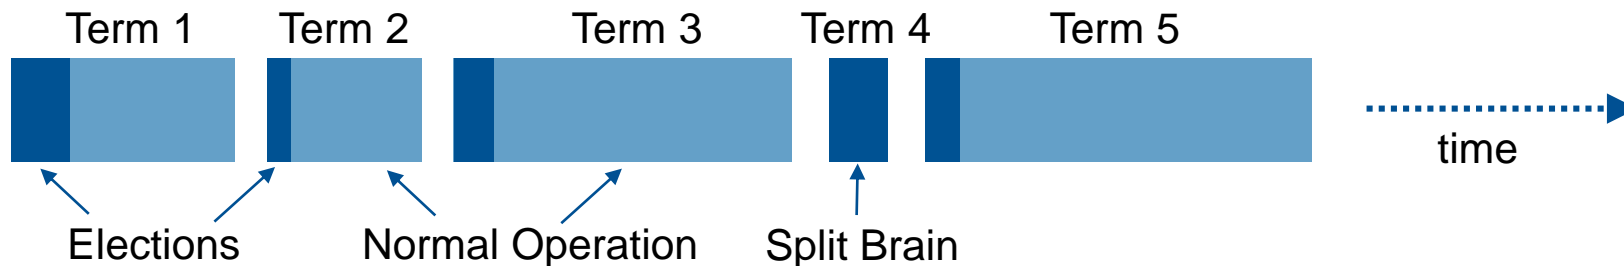 Term 1 Term 2 Term 3 Term 4 Term 5
time
Elections Normal Operation Split Brain